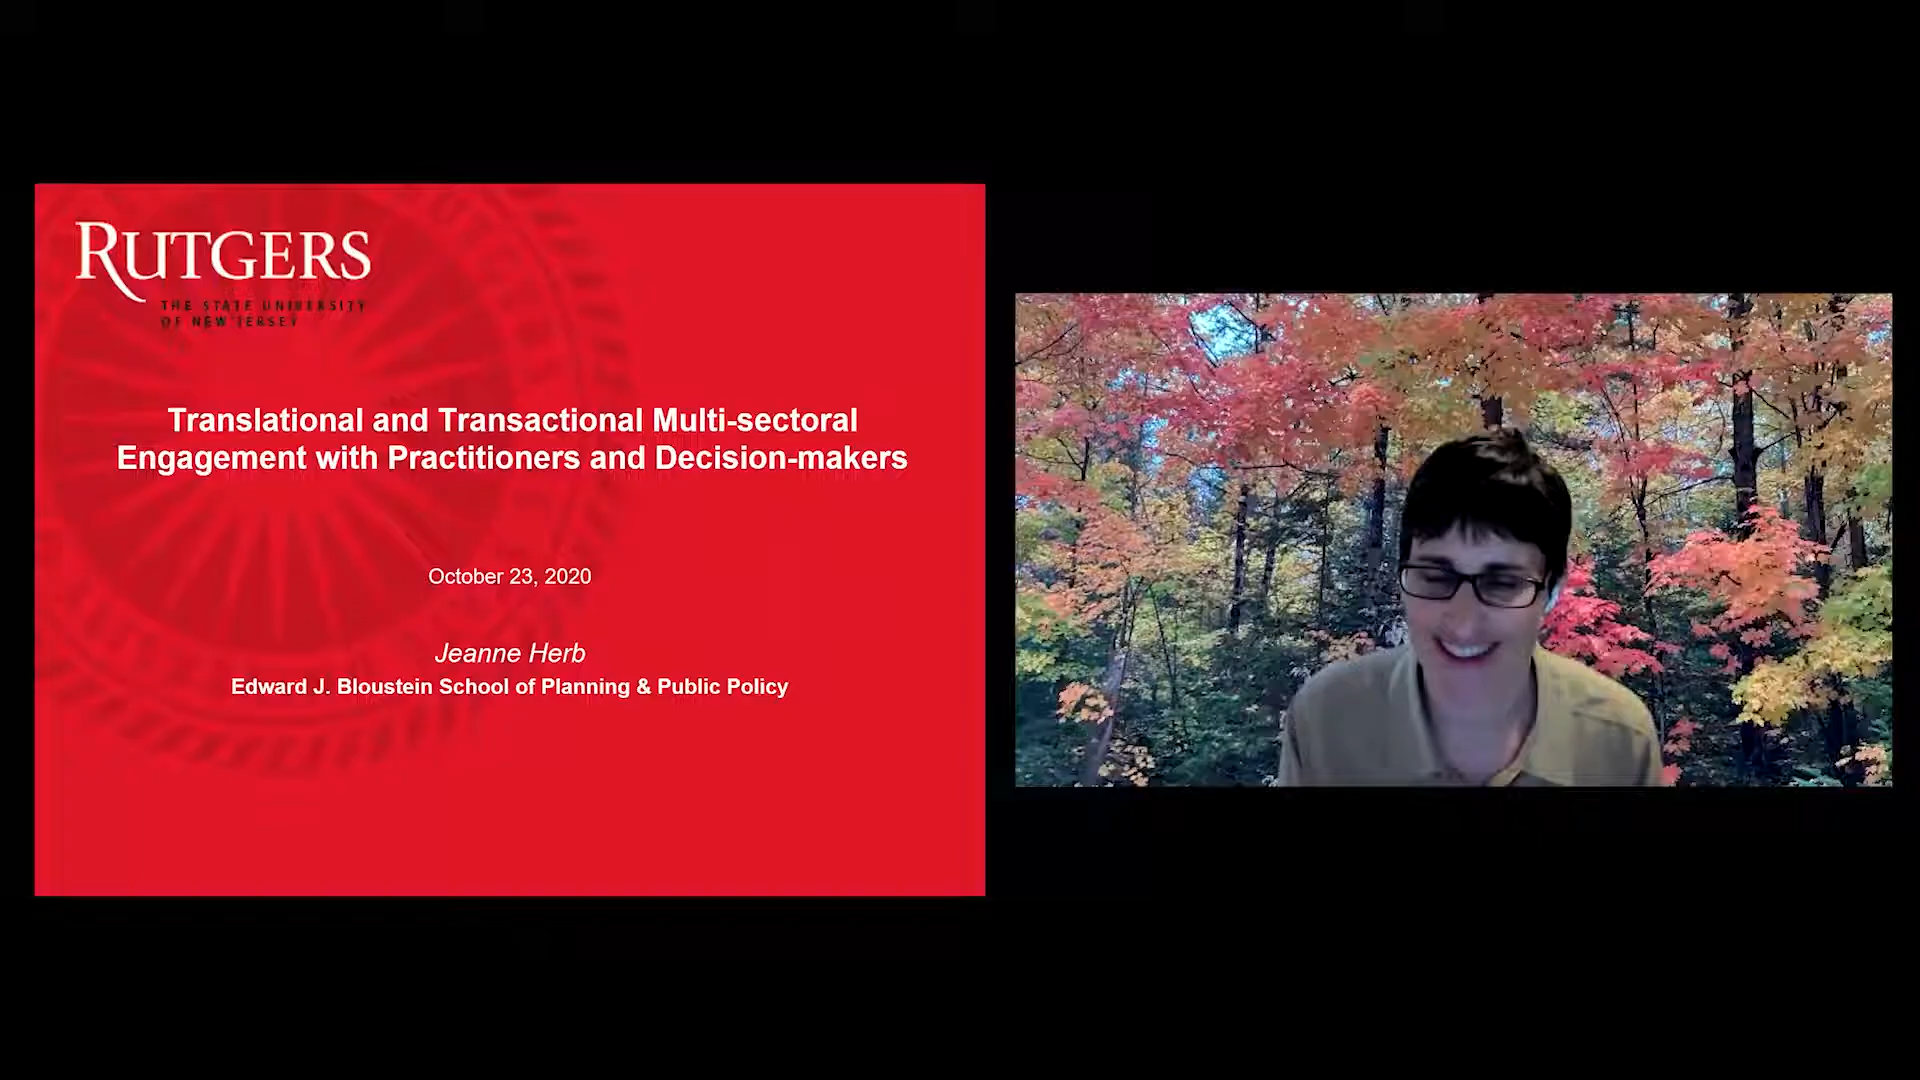 RUTGERS
THE STATE UNIVERSITY
OF NEW JERSEY
Translational and Transactional Multi-sectoral
Engagement with Practitioners and Decision-makers
October 23, 2020
Jeanne Herb
Edward J. Bloustein School of Planning & Public Policy